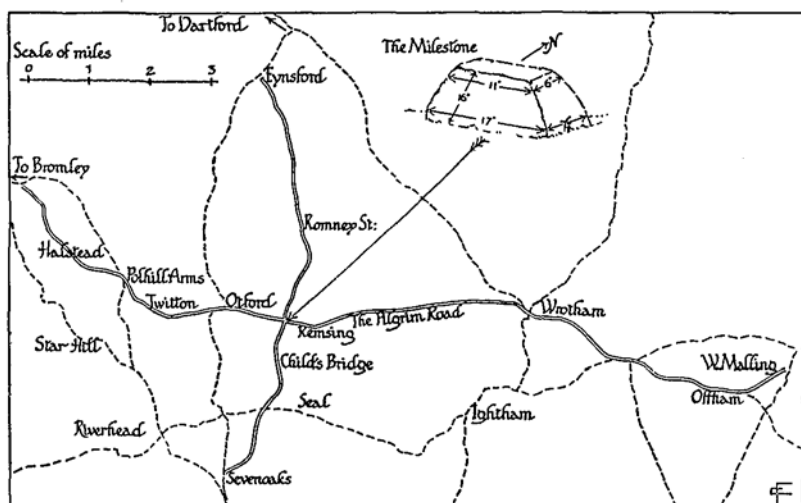 To Dartford
The Milestone
N
Scale of miles
0 1 2 3
Eynsford
11"
6"
16"
17"
To Bromley
Romney St:
Halstead
Polhill Arms
Twitton
Otford
Kemsing
The Pilgrim Road
Wrotham
Star Hill
Child's Bridge
W. Malling
Offham
Seal
Ightham
Riverhead
Sevenoaks